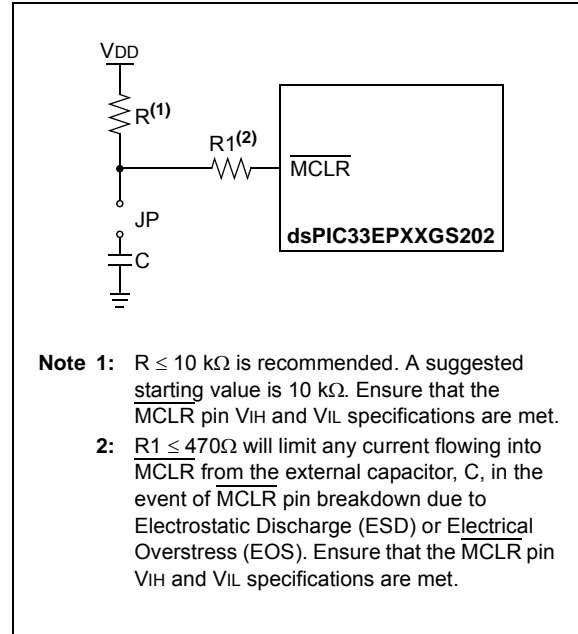 VDD
R(1)
R1(2)
MCLR
JP
dsPIC33EPXXGS202
C
Note 1: R ≤ 10 kΩ is recommended. A suggested
starting value is 10 kΩ. Ensure that the
MCLR pin VIH and VIL specifications are met.
2: R1 ≤ 470Ω will limit any current flowing into
MCLR from the external capacitor, C, in the
event of MCLR pin breakdown due to
Electrostatic Discharge (ESD) or Electrical
Overstress (EOS). Ensure that the MCLR pin
VIH and VIL specifications are met.